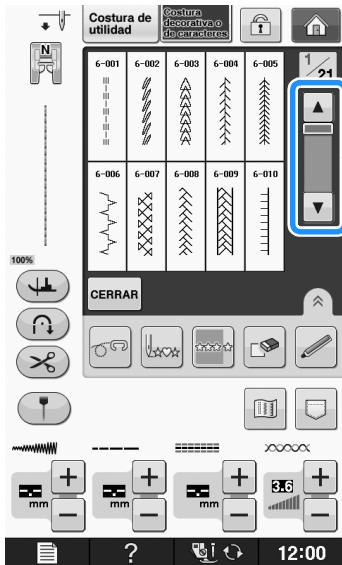 Costura de
utilidad
Costura
decorativa o
de caracteres
N
6-001 6-002 6-003 6-004 6-005
1/21
6-006 6-007 6-008 6-009 6-010
100%
CERRAR
mm mm mm 3.6
? 12:00